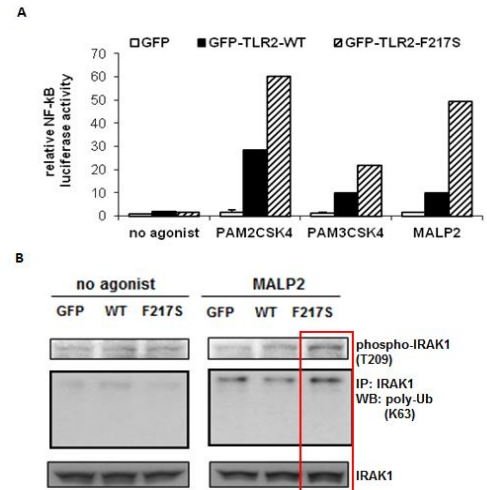 A
GFP GFP-TLR2-WT GFP-TLR2-F217S
relative NF-kB
luciferase activity
70
60
50
40
30
20
10
0
no agonist PAM2CSK4 PAM3CSK4 MALP2
B
no agonist MALP2
GFP WT F217S GFP WT F217S
phospho-IRAK1
(T209)
IP: IRAK1
WB: poly-Ub
(K63)
IRAK1